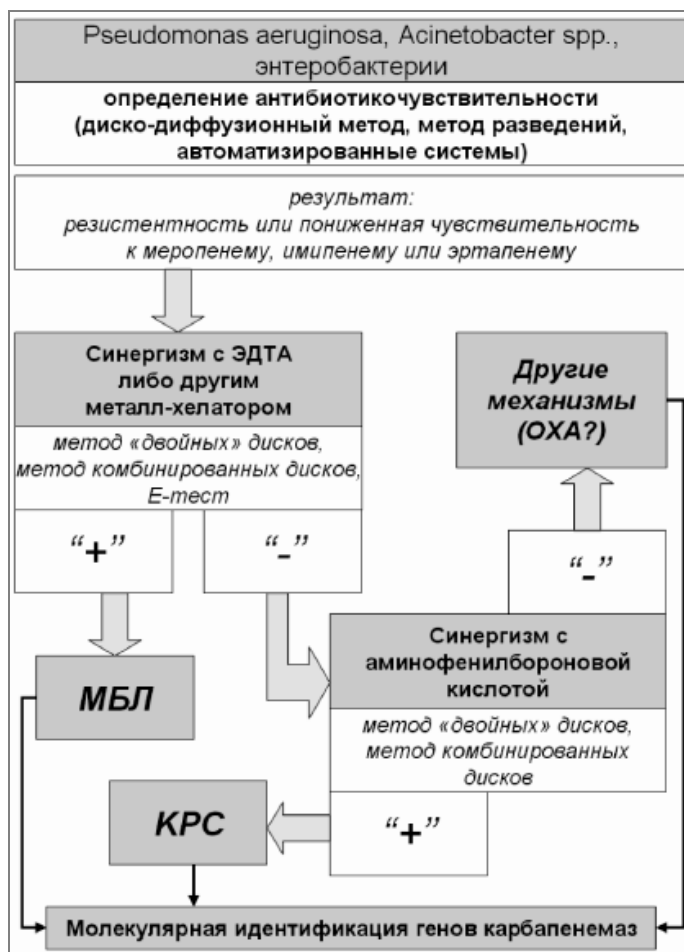 Pseudomonas aeruginosa, Acinetobacter spp.,
энтеробактерии
определение антибиотикочувствительности
(диско-диффузионный метод, метод разведений,
автоматизированные системы)
результат:
резистентность или пониженная чувствительность
к меропенему, имипенему или эртапенему
Синергизм с ЭДТА
либо другим
металл-хелатором
метод «двойных» дисков,
метод комбинированных дисков,
Е-тест
“+”
“-”
Другие
механизмы
(ОХА?)
“-”
МБЛ
Синергизм с
аминофенилбороновой
кислотой
метод «двойных» дисков,
метод комбинированных
дисков
“+”
KPC
Молекулярная идентификация генов карбапенемаз